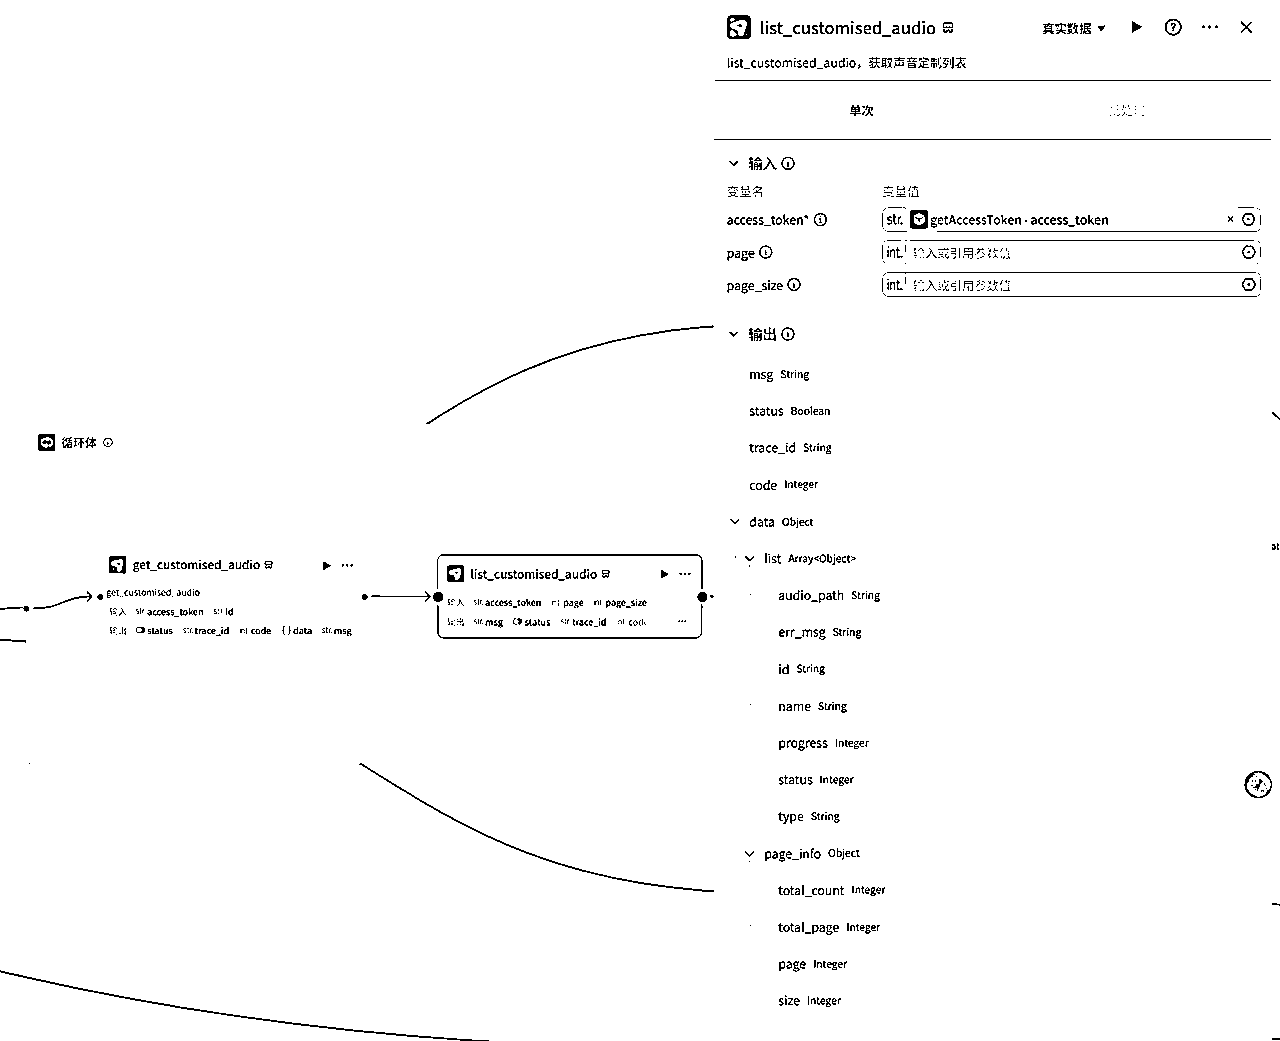 list_customised_audio
真实数据
list_customised_audio，获取声音定制列表
单次
批处理
输入
变量名
变量值
access_token*
str. getAccessToken - access_token
page
int. 输入或引用参数值
page_size
int. 输入或引用参数值
输出
msg String
status Boolean
trace_id String
code Integer
data Object
list Array<Object>
audio_path String
err_msg String
id String
name String
progress Integer
status Integer
type String
page_info Object
total_count Integer
total_page Integer
page Integer
size Integer
循环体
get_customised_audio
get_customised_audio
输入 str. access_token str. id
输出 status str. trace_id int. code {} data str. msg
list_customised_audio
输入 str. access_token int. page int. page_size
输出 str. msg status str. trace_id int. code ...